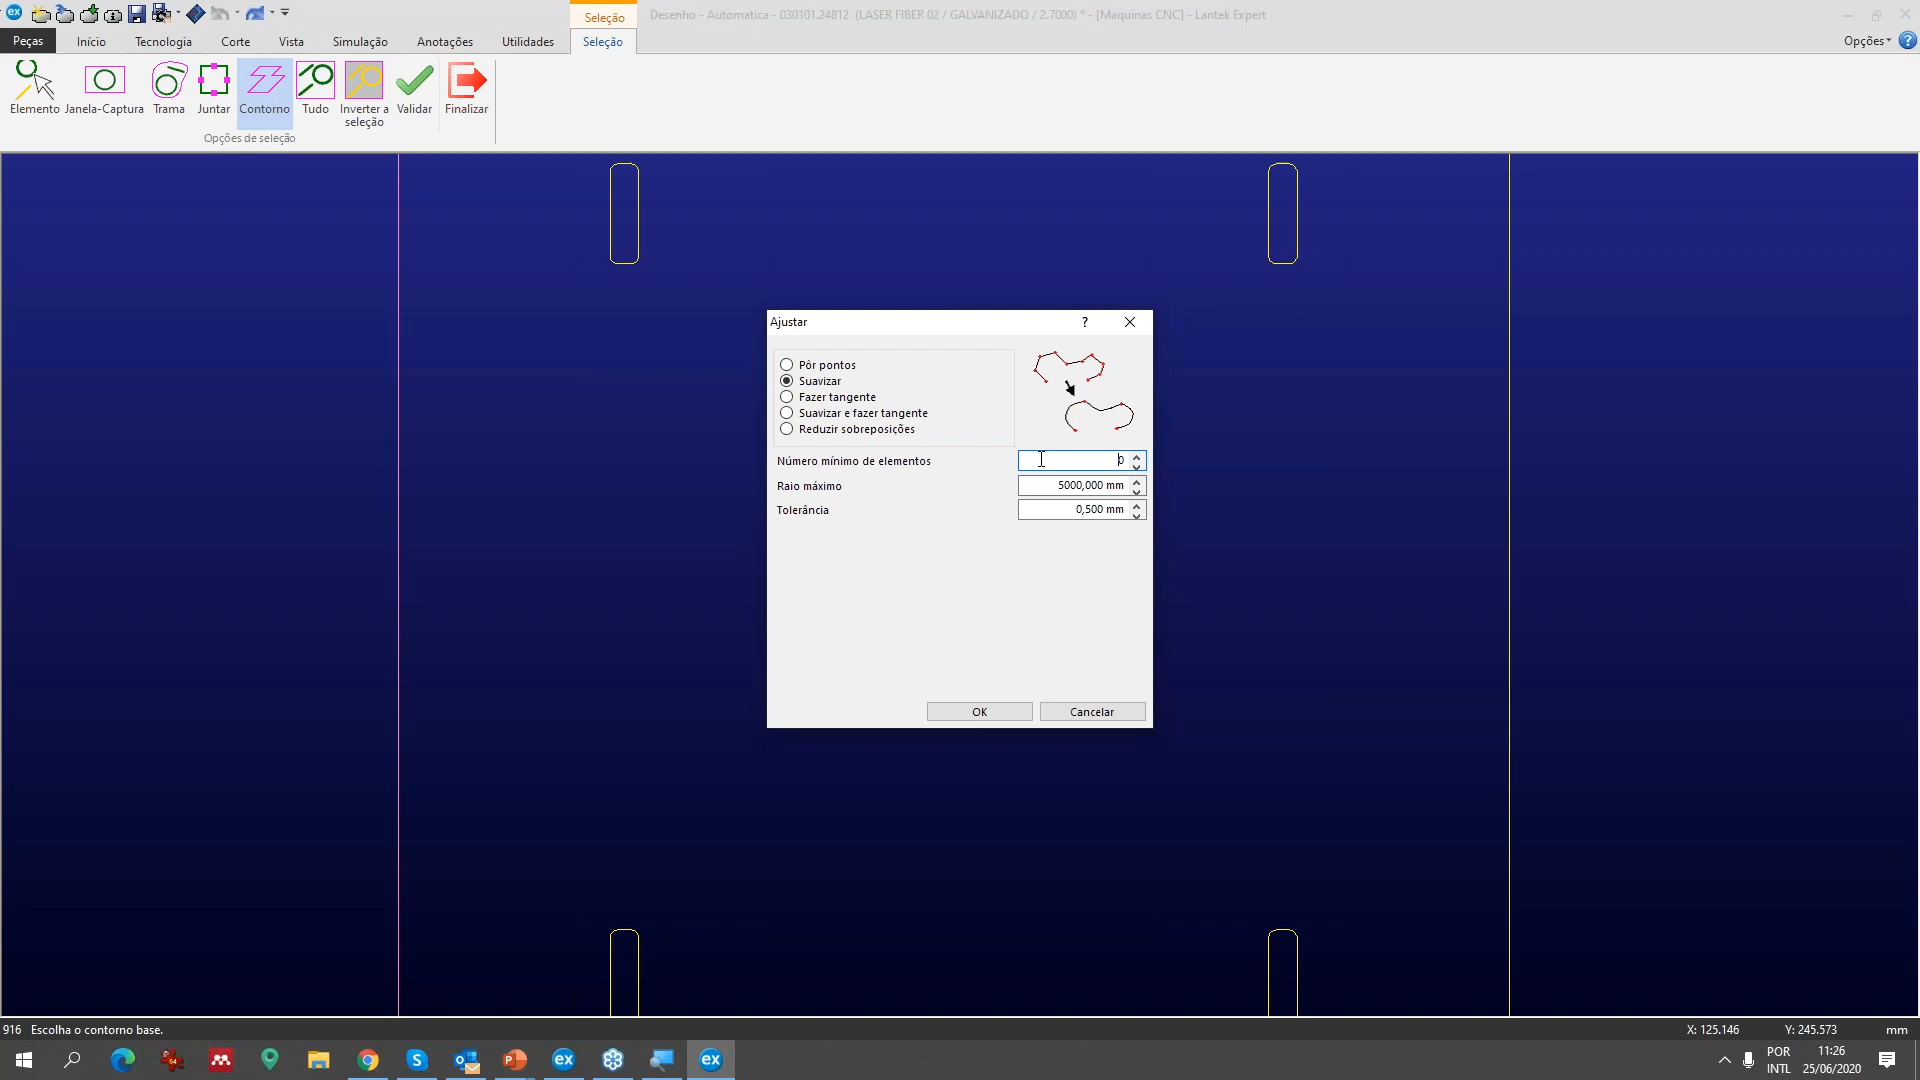 Seleção
Desenho - Automatica - 030101.24812 (LASER FIBER 02 / GALVANIZADO / 2.7000) * - [Maquinas CNC] - Lantek Expert
Peças Início Tecnologia Corte Vista Simulação Anotações Utilidades Seleção Opções
Elemento Janela-Captura Trama Juntar Contorno Tudo Inverter a seleção Validar Finalizar
Opções de seleção
Ajustar
Pôr pontos
Suavizar
Fazer tangente
Suavizar e fazer tangente
Reduzir sobreposições
Número mínimo de elementos 0
Raio máximo 5000,000 mm
Tolerância 0,500 mm
OK Cancelar
916 Escolha o contorno base. X: 125.146 Y: 245.573 mm
POR 11:26
INTL 25/06/2020